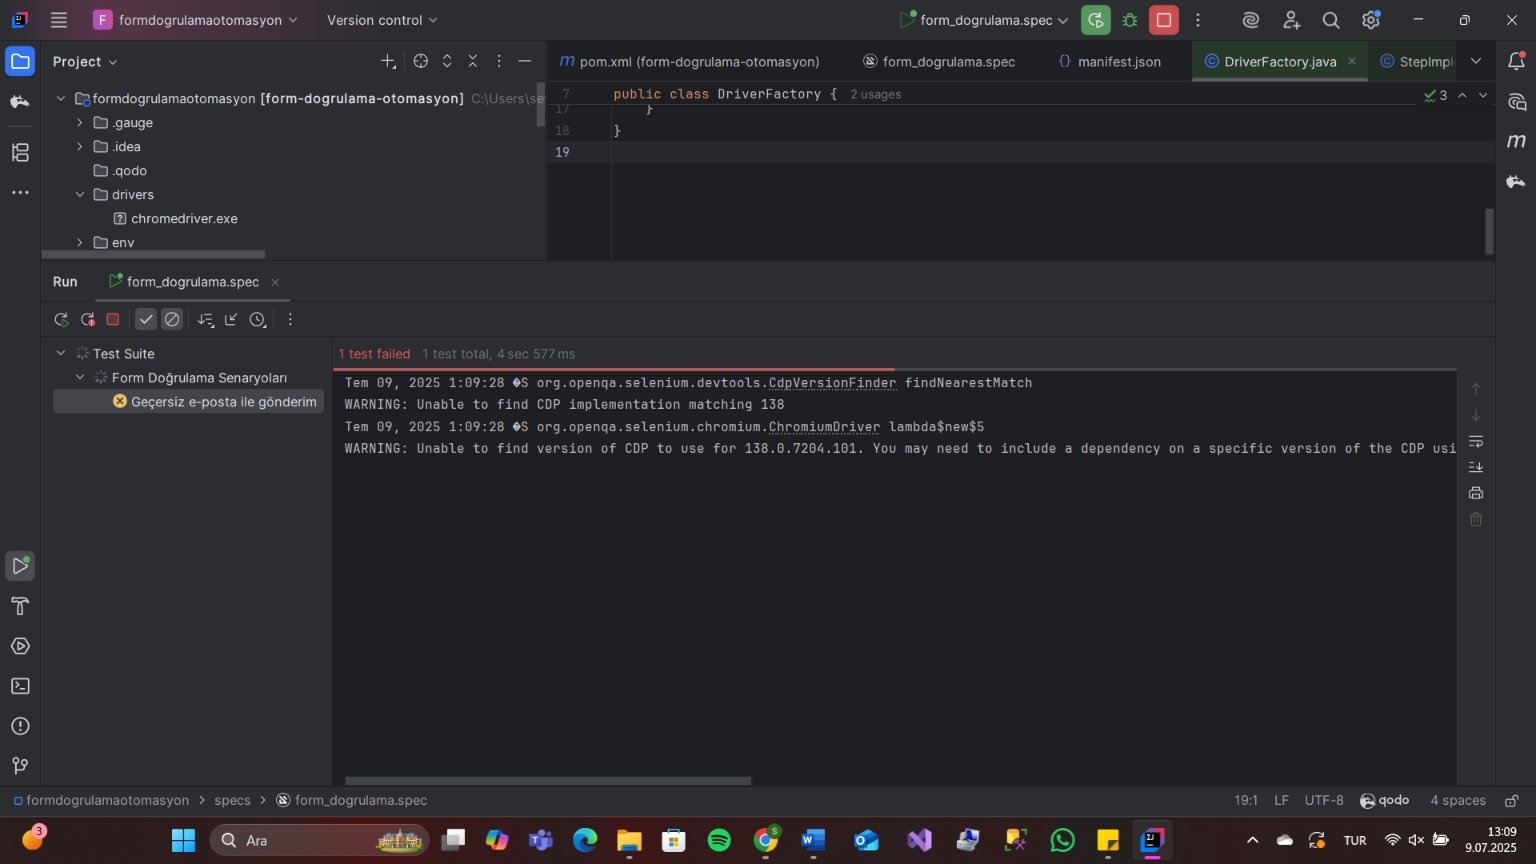 F formdogrulamaotomasyon Version control form_dogrulama.spec
Project
pom.xml (form-dogrulama-otomasyon) form_dogrulama.spec manifest.json DriverFactory.java StepImpl
formdogrulamaotomasyon [form-dogrulama-otomasyon] C:\Users\se
7 public class DriverFactory { 2 usages
3
17 }
.gauge
18 }
.idea
19
.qodo
drivers
chromedriver.exe
env
Run form_dogrulama.spec
Test Suite
1 test failed 1 test total, 4 sec 577 ms
Form Doğrulama Senaryoları
Geçersiz e-posta ile gönderim
Tem 09, 2025 1:09:28 �S org.openqa.selenium.devtools.CdpVersionFinder findNearestMatch
WARNING: Unable to find CDP implementation matching 138
Tem 09, 2025 1:09:28 �S org.openqa.selenium.chromium.ChromiumDriver lambda$new$5
WARNING: Unable to find version of CDP to use for 138.0.7204.101. You may need to include a dependency on a specific version of the CDP usi
formdogrulamaotomasyon > specs > form_dogrulama.spec
19:1 LF UTF-8 qodo 4 spaces
3
Ara
TUR
13:09
9.07.2025